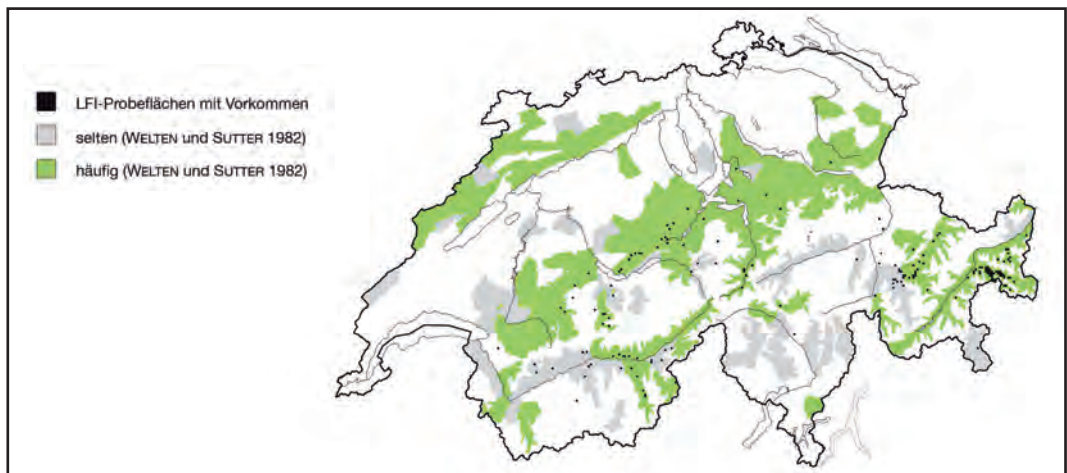 LFI-Probeflächen mit Vorkommen
selten (WELTEN und SUTTER 1982)
häufig (WELTEN und SUTTER 1982)